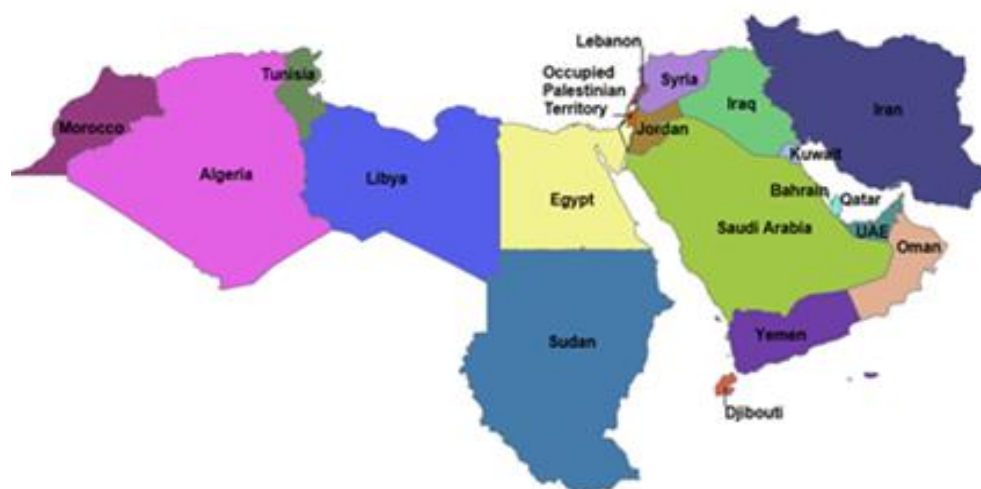 Lebanon
Tunisia
Syria
Occupied
Palestinian
Territory
Iraq
Iran
Morocco
Jordan
Kuwait
Algeria
Libya
Egypt
Bahrain
Qatar
Saudi Arabia
UAE
Oman
Sudan
Yemen
Djibouti